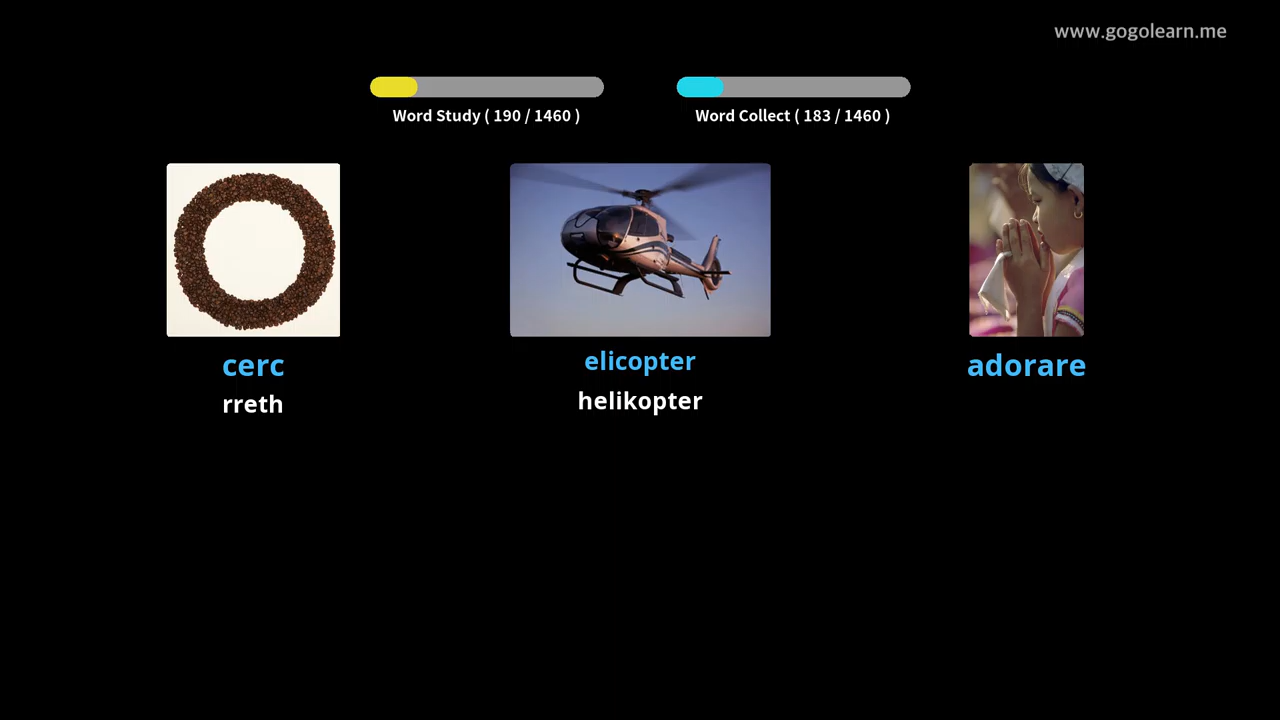 www.gogolearn.me
Word Study ( 190 / 1460 )
Word Collect ( 183 / 1460 )
cerc
rreth
elicopter
helikopter
adorare